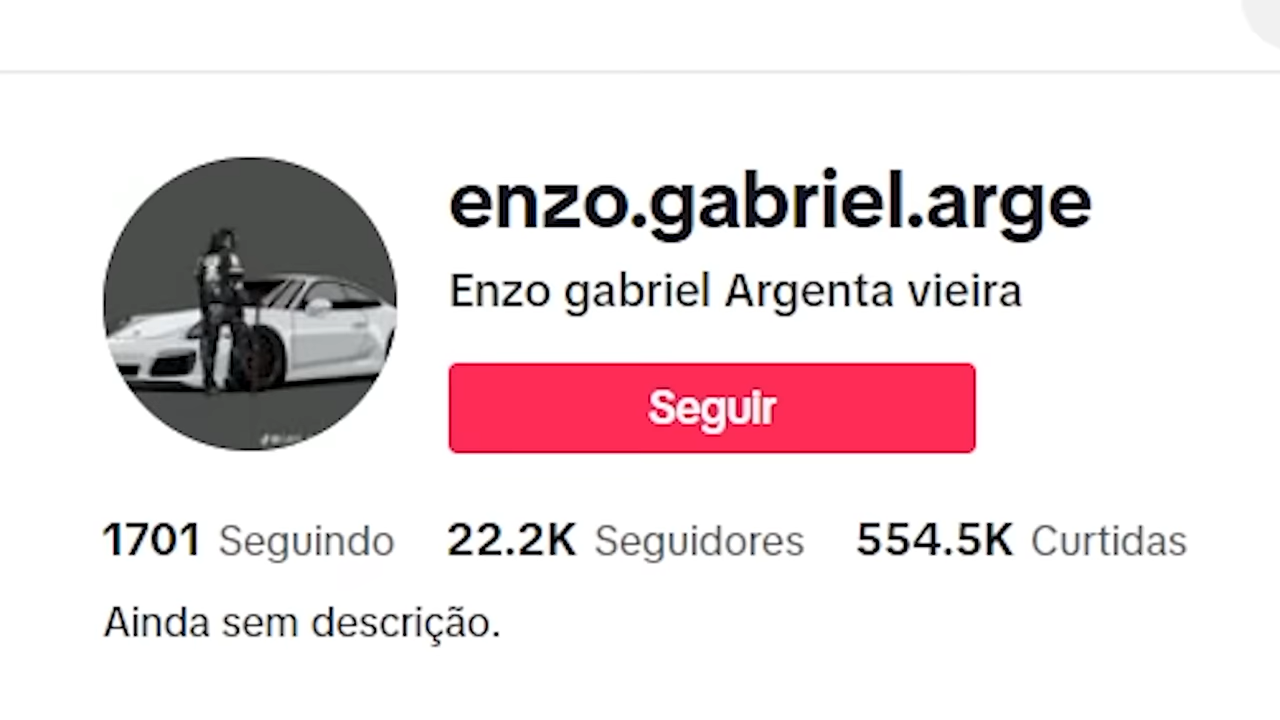 enzo.gabriel.arge
Enzo gabriel Argenta vieira
Seguir
1701 Seguindo 22.2K Seguidores 554.5K Curtidas
Ainda sem descrição.